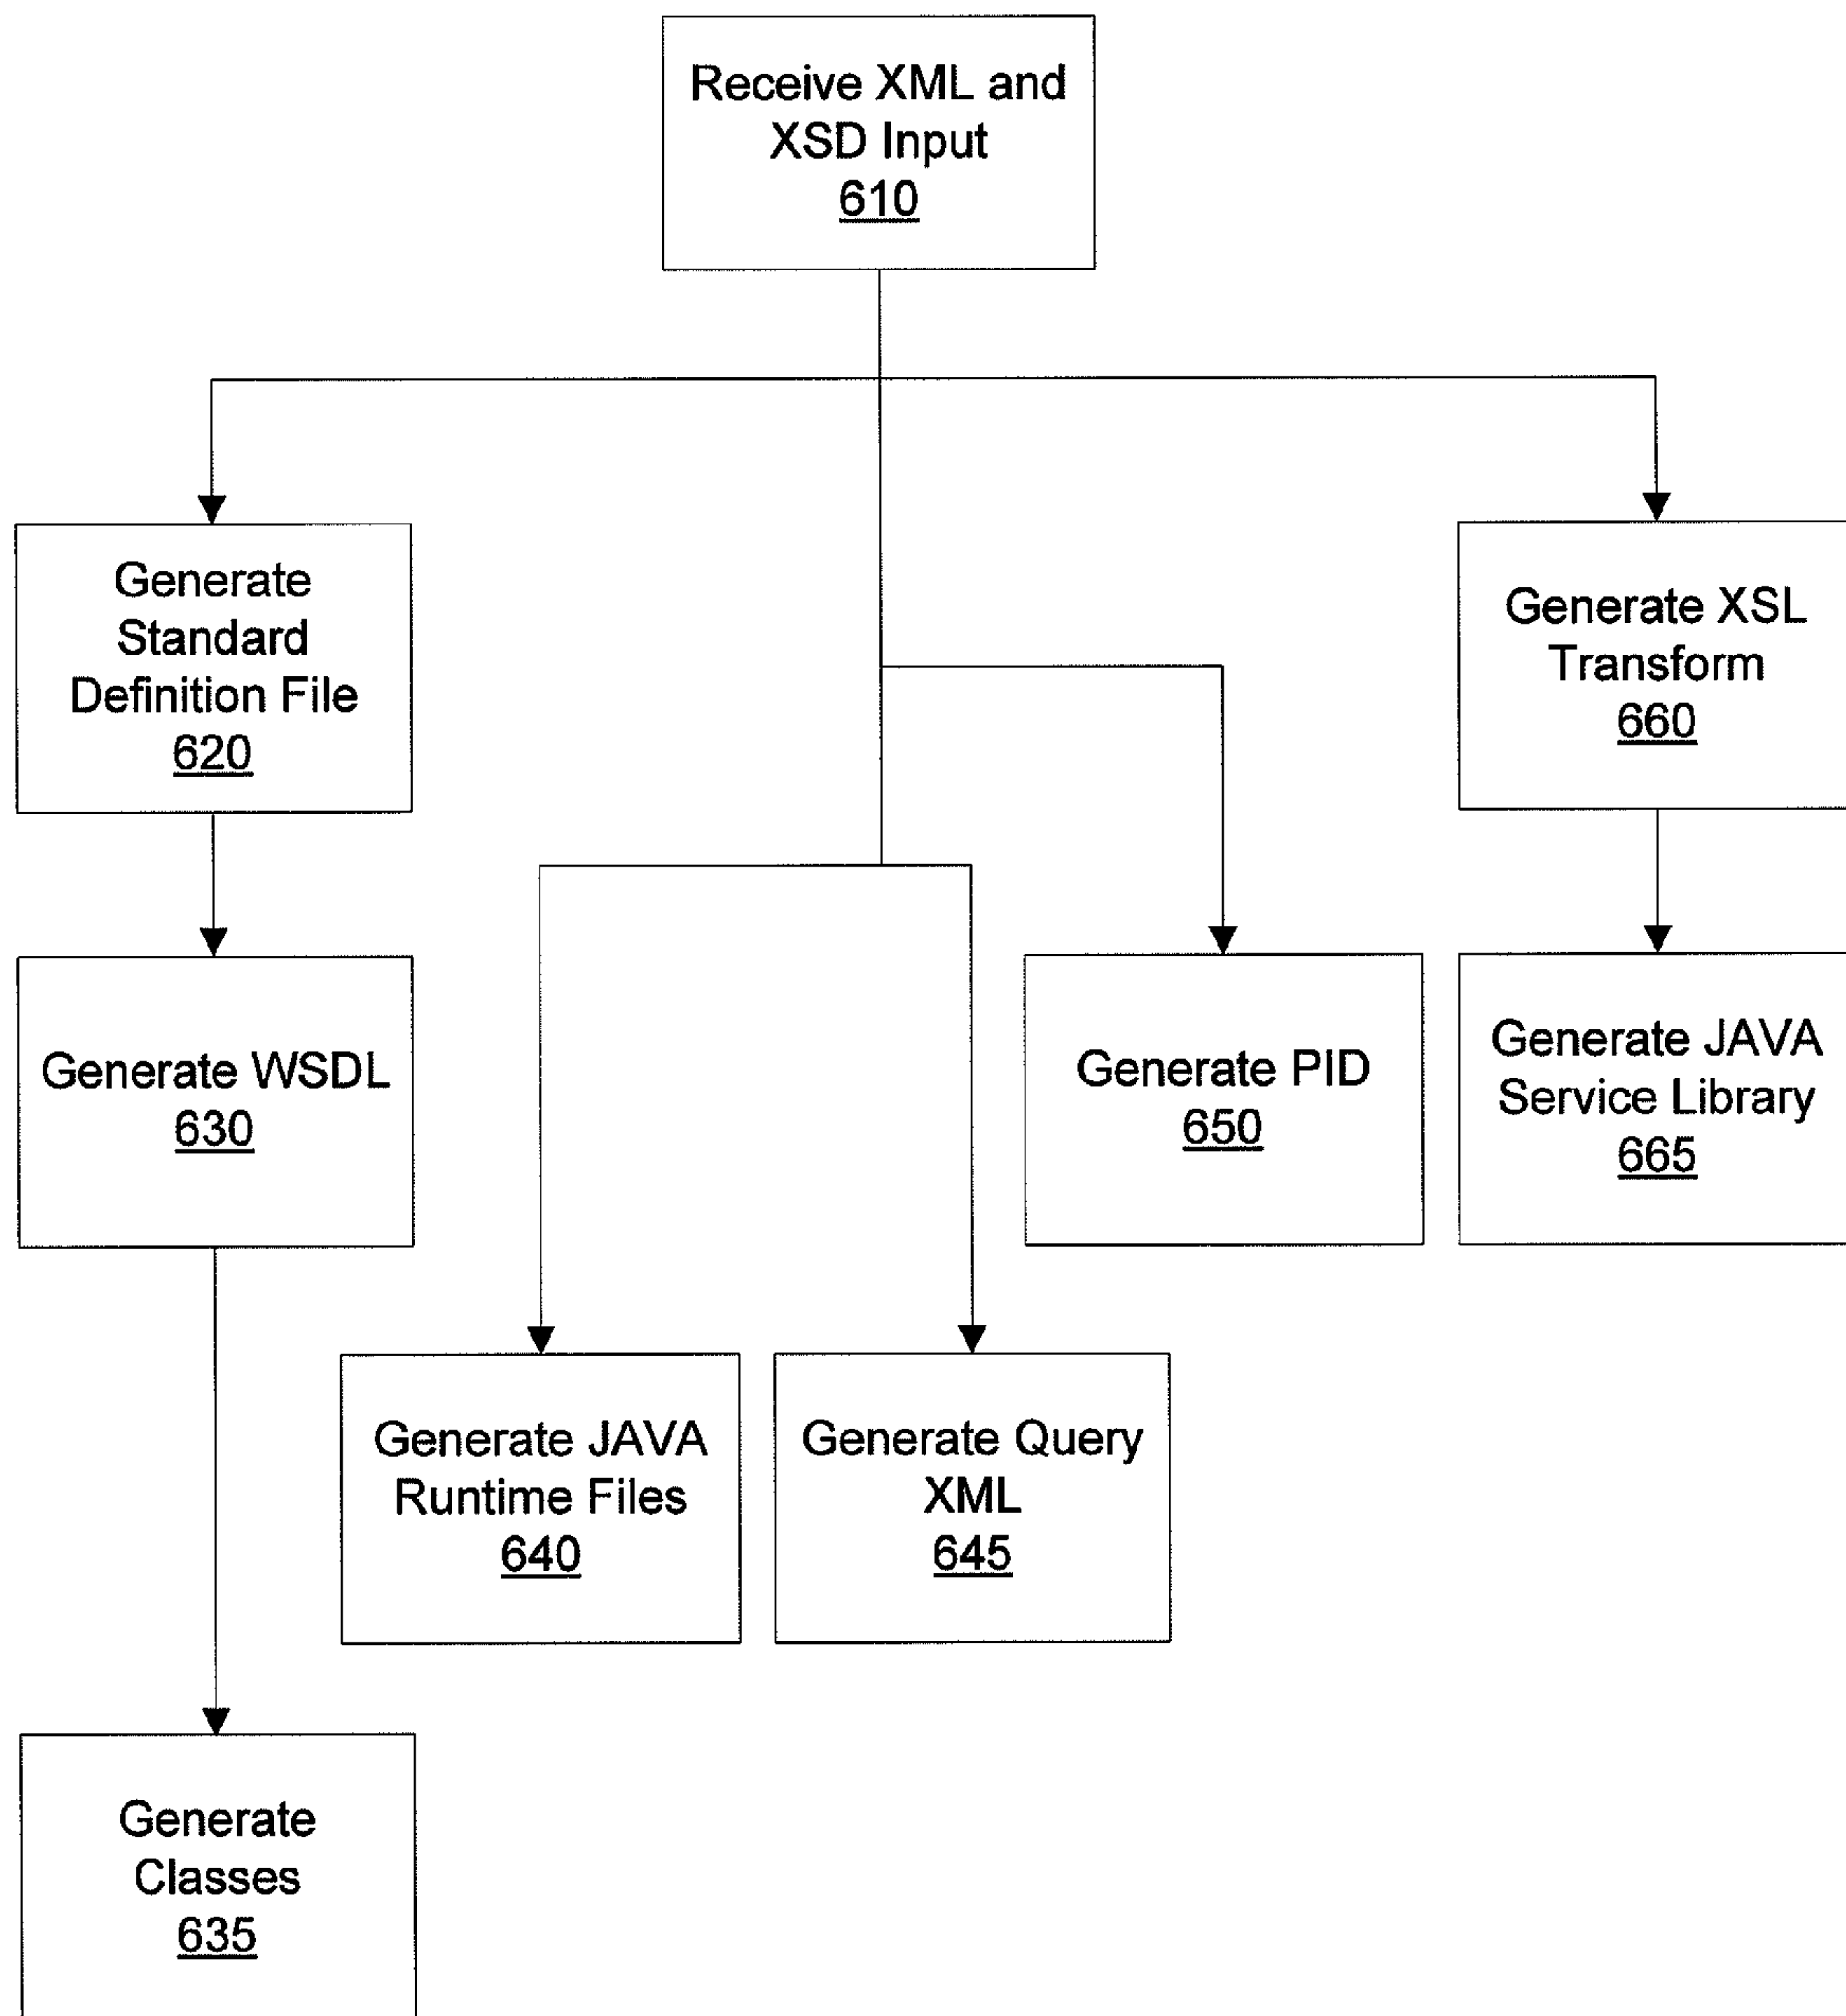 Receive XML and
XSD Input
610
Generate
Standard
Definition File
620
Generate XSL
Transform
660
Generate WSDL
630
Generate PID
650
Generate JAVA
Service Library
665
Generate JAVA
Runtime Files
640
Generate Query
XML
645
Generate
Classes
635